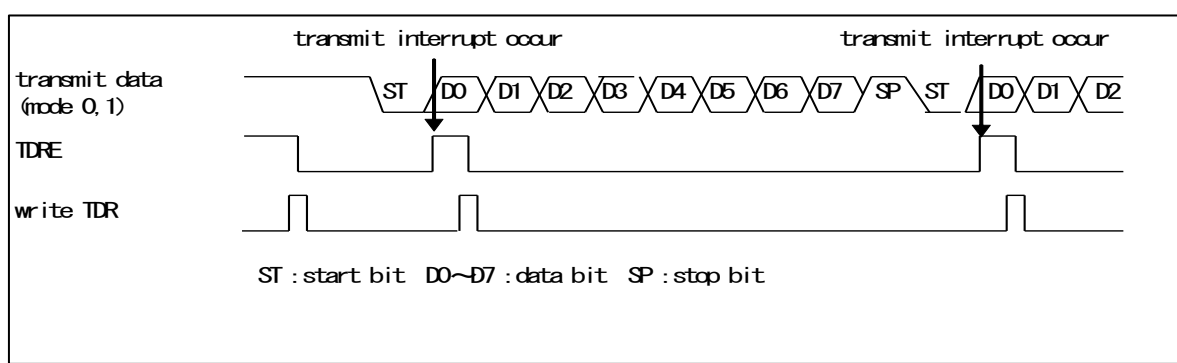 transmit interrupt occur transmit interrupt occur
transmit data
(mode 0, 1)
ST D0 D1 D2 D3 D4 D5 D6 D7 SP ST D0 D1 D2
TDRE
write TDR
ST : start bit D0~D7 : data bit SP : stop bit